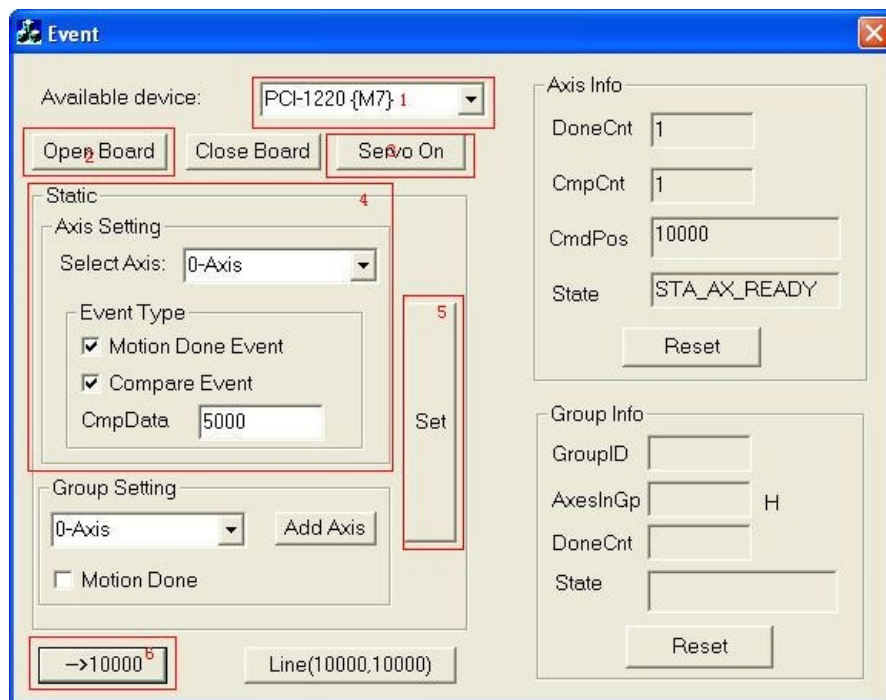 Event
Available device:
PCI-1220 {M7} 1
Open Board
2
Close Board
Servo On
3
Static
4
Axis Setting
Select Axis: 0-Axis
Event Type
Motion Done Event
Compare Event
CmpData 5000
5
Set
Group Setting
0-Axis
Add Axis
Motion Done
-->10000 6
Line(10000,10000)
Axis Info
DoneCnt 1
CmpCnt 1
CmdPos 10000
State STA_AX_READY
Reset
Group Info
GroupID
AxesInGp H
DoneCnt
State
Reset